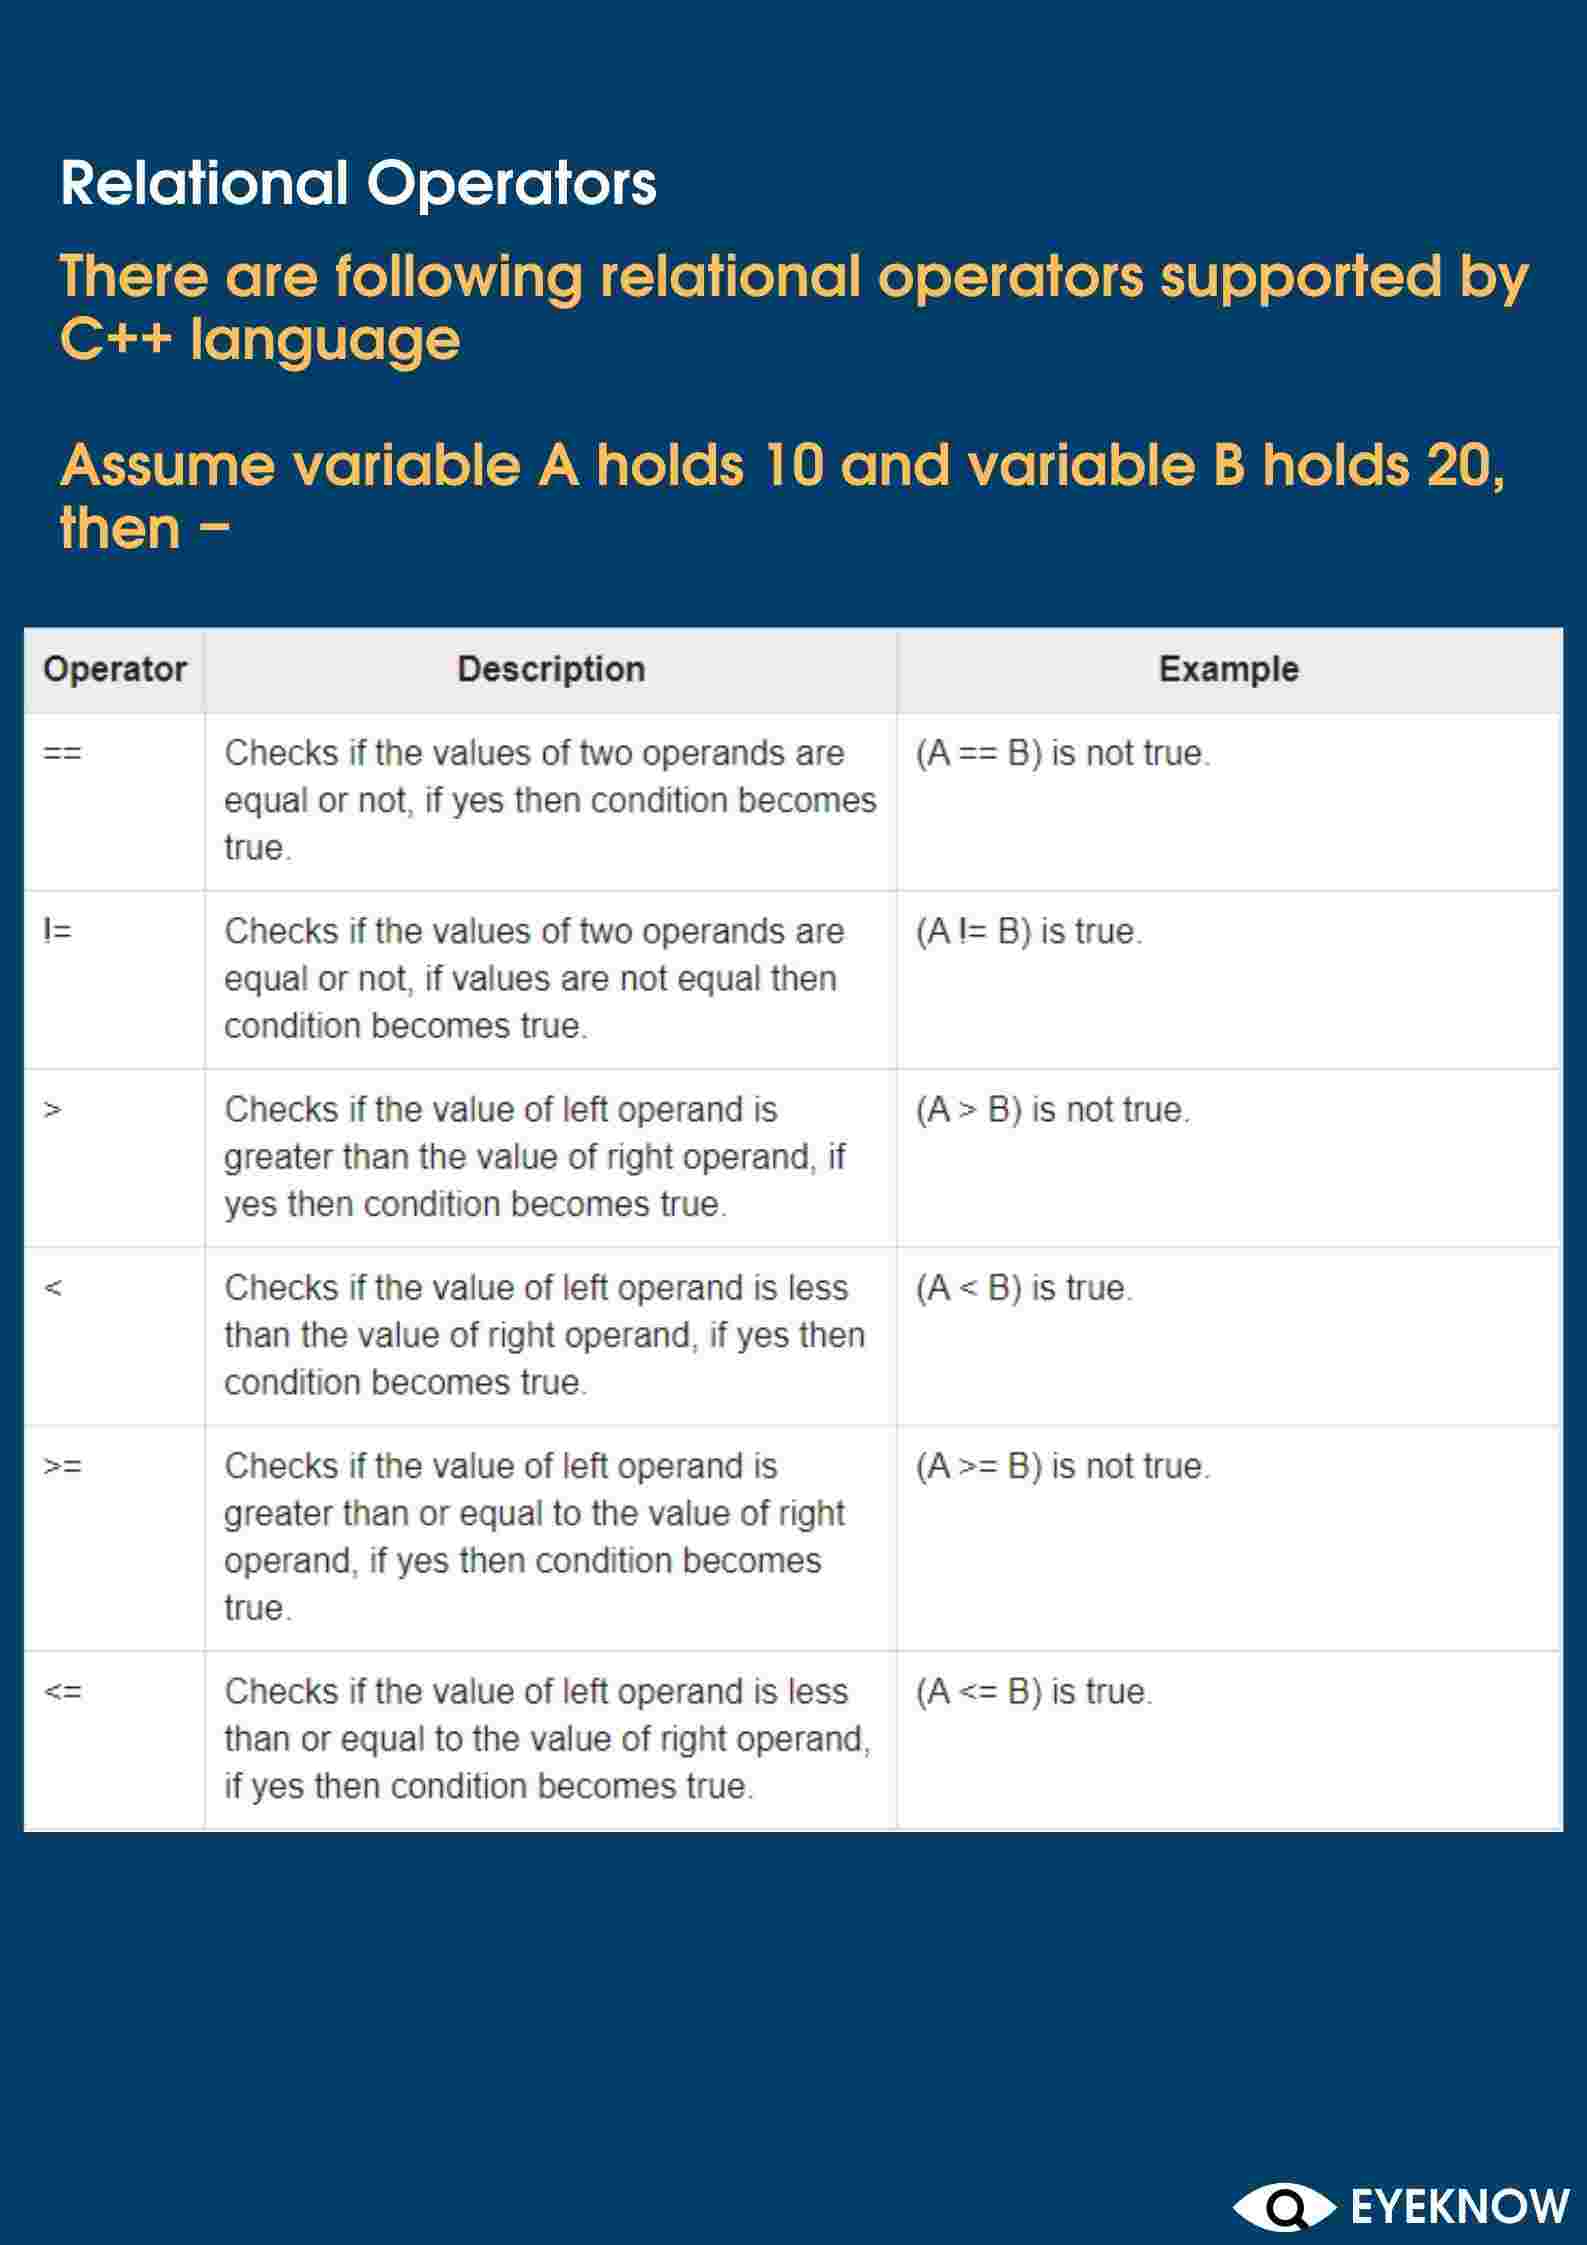 Relational Operators
There are following relational operators supported by
C++ language
Assume variable A holds 10 and variable B holds 20,
then –
Operator Description Example
== Checks if the values of two operands are (A == B) is not true.
equal or not, if yes then condition becomes
true.
!= Checks if the values of two operands are (A != B) is true.
equal or not, if values are not equal then
condition becomes true.
> Checks if the value of left operand is (A > B) is not true.
greater than the value of right operand, if
yes then condition becomes true.
< Checks if the value of left operand is less (A < B) is true.
than the value of right operand, if yes then
condition becomes true.
>= Checks if the value of left operand is (A >= B) is not true.
greater than or equal to the value of right
operand, if yes then condition becomes
true.
<= Checks if the value of left operand is less (A <= B) is true.
than or equal to the value of right operand,
if yes then condition becomes true.
EYEKNOW